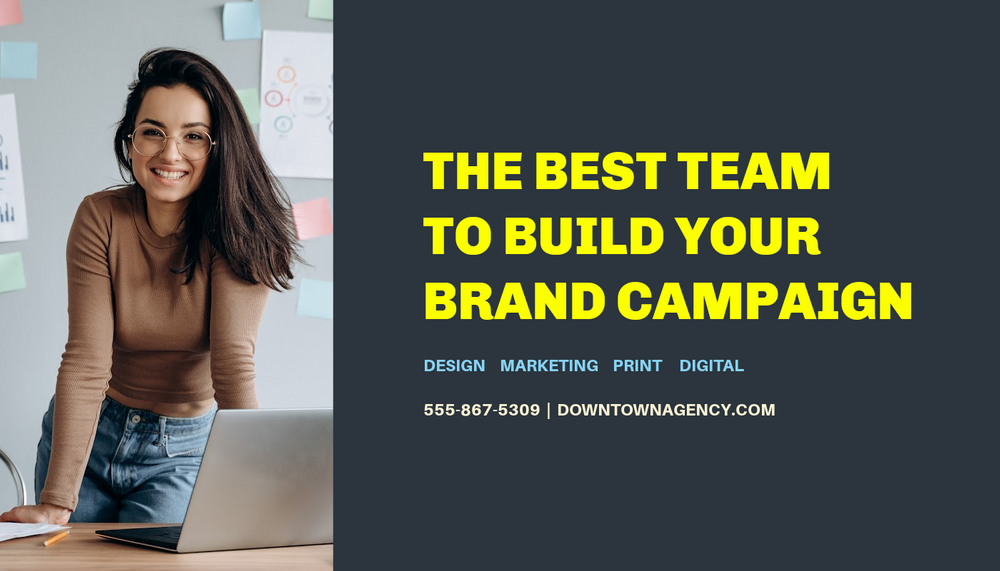 THE BEST TEAM
TO BUILD YOUR
BRAND CAMPAIGN
DESIGN MARKETING PRINT DIGITAL
555-867-5309 | DOWNTOWNAGENCY.COM